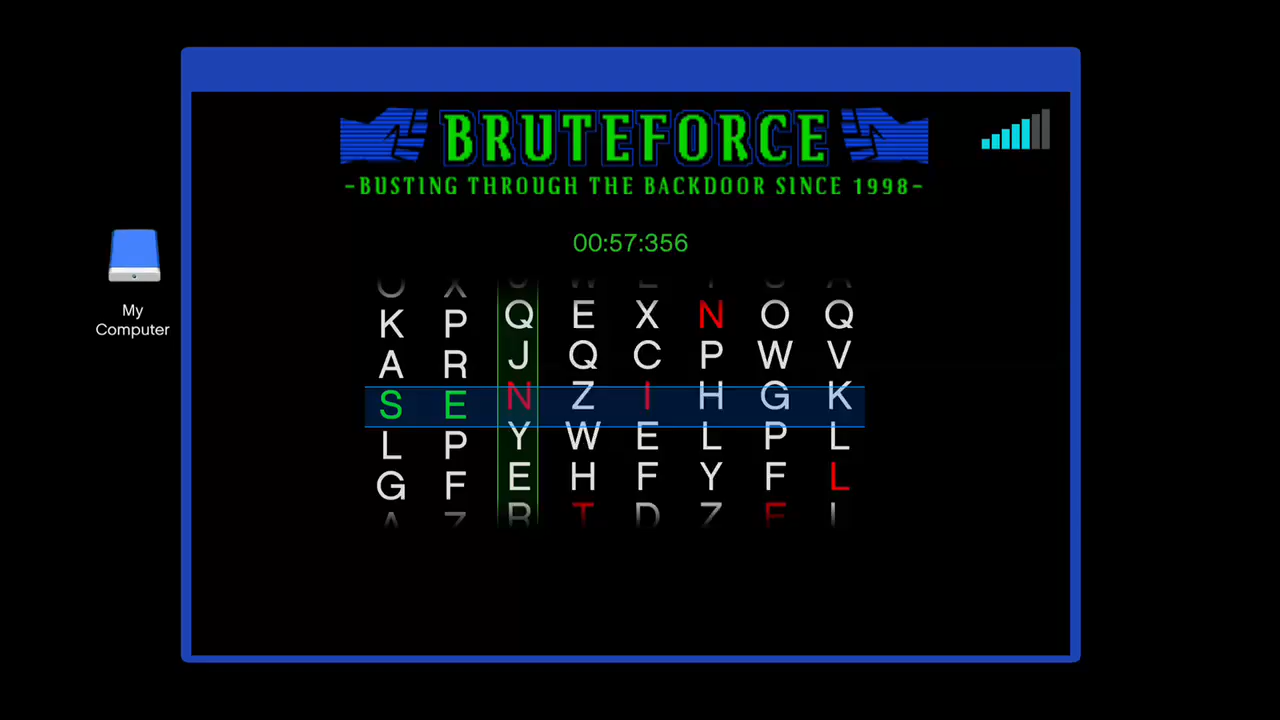 BRUTEFORCE
-BUSTING THROUGH THE BACKDOOR SINCE 1998-
00:57:356
K P Q E X N O Q
A R J Q C P W V
S E N Z I H G K
L P Y W E L P L
G F E H F Y F L
My
Computer